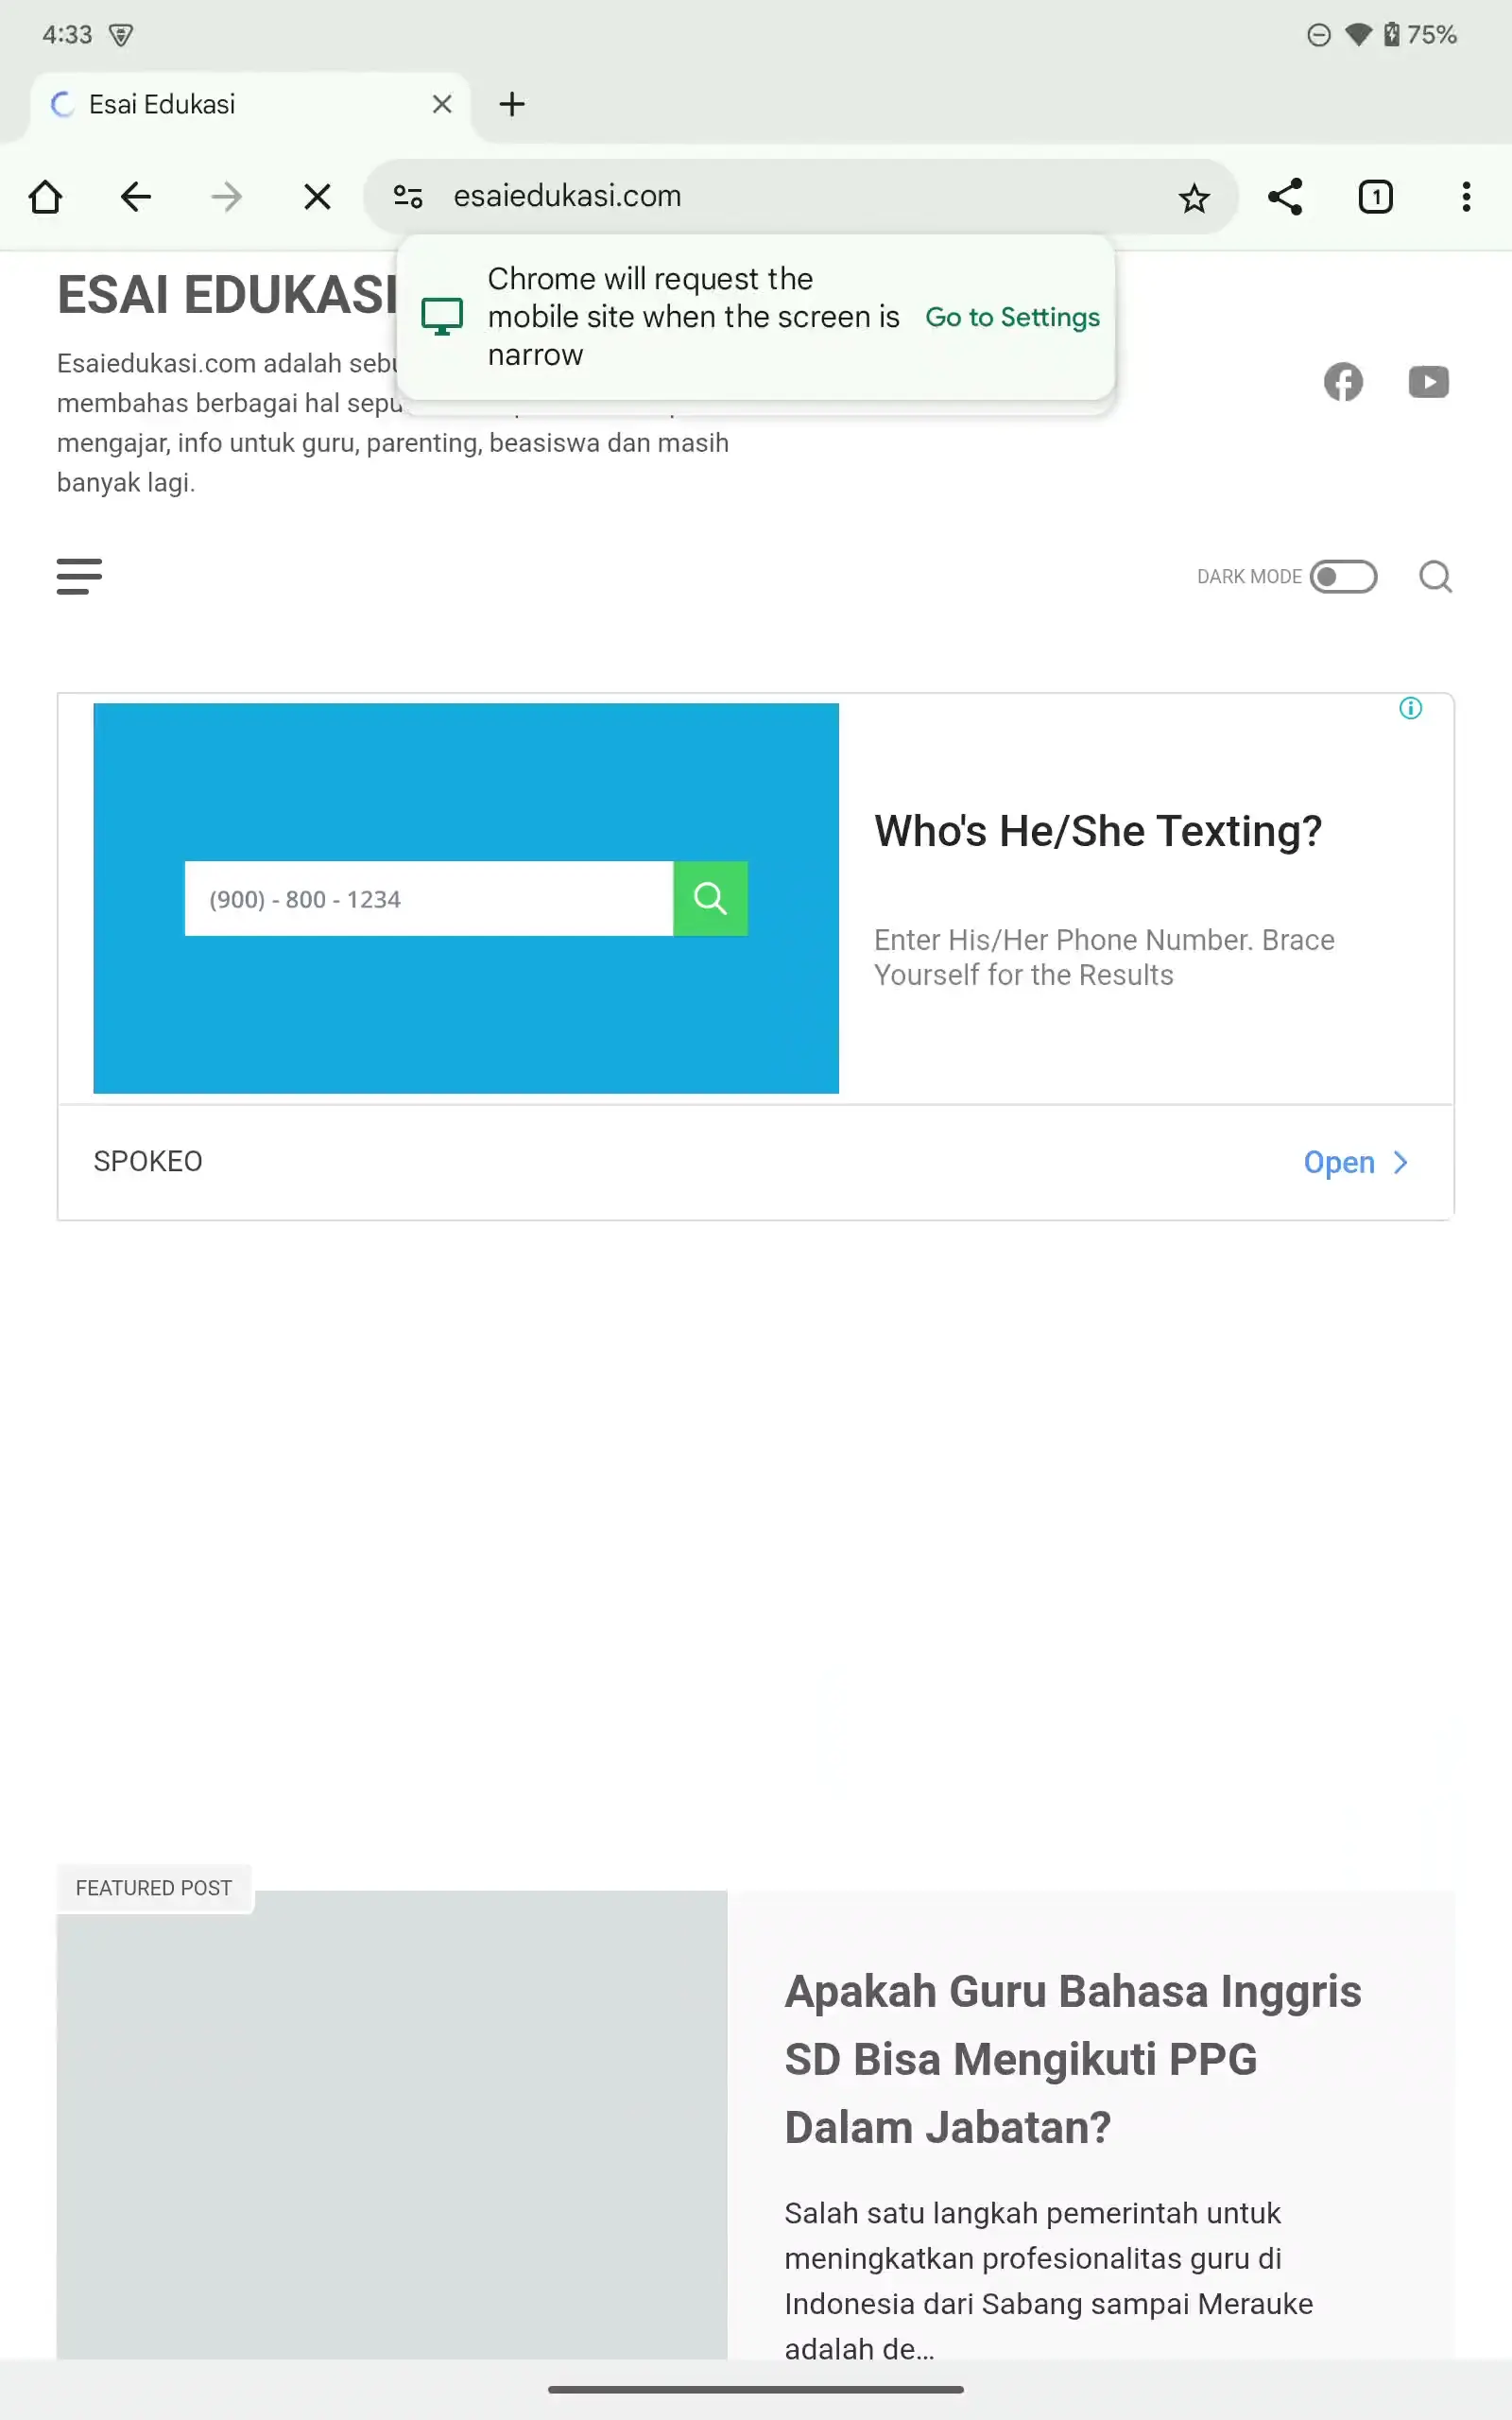 4:33
75%
Esai Edukasi
esaiedukasi.com
1
Chrome will request the
mobile site when the screen is
narrow
Go to Settings
ESAI EDUKASI
Esaiedukasi.com adalah
membahas berbagai hal
mengajar, info untuk guru, parenting, beasiswa dan masih
banyak lagi.
DARK MODE
(900) - 800 - 1234
Who's He/She Texting?
Enter His/Her Phone Number. Brace
Yourself for the Results
SPOKEO
Open
FEATURED POST
Apakah Guru Bahasa Inggris
SD Bisa Mengikuti PPG
Dalam Jabatan?
Salah satu langkah pemerintah untuk
meningkatkan profesionalitas guru di
Indonesia dari Sabang sampai Merauke
adalah de...